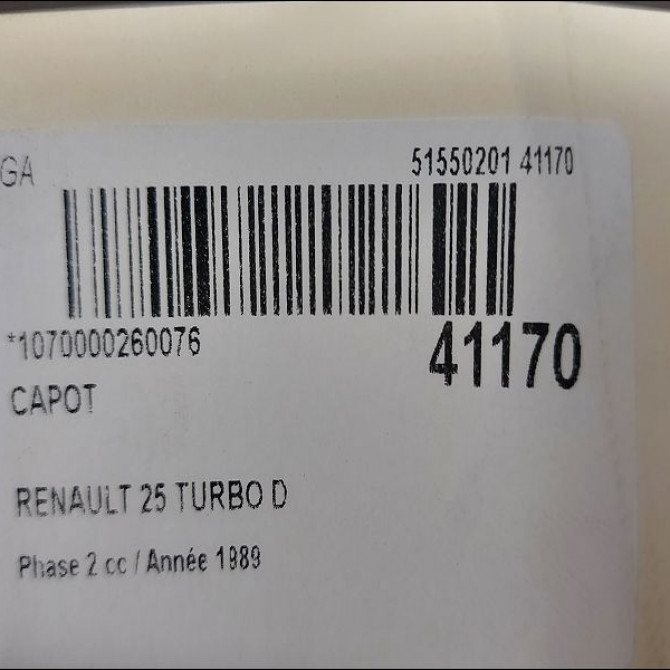 GA 51550201 41170
*1070000260076
41170
CAPOT
RENAULT 25 TURBO D
Phase 2 cc / Année 1989